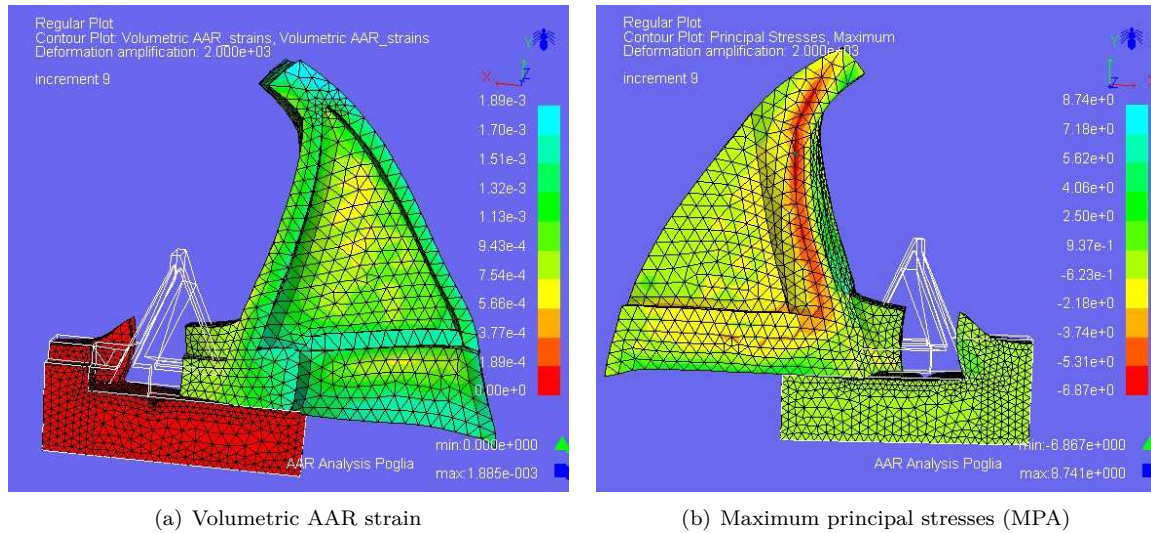 Regular Plot
Contour Plot: Volumetric AAR_strains, Volumetric AAR_strains
Deformation amplification: 2.000e+03
increment 9
Y
X
Z
1.89e-3
1.70e-3
1.51e-3
1.32e-3
1.13e-3
9.43e-4
7.54e-4
5.66e-4
3.77e-4
1.89e-4
0.00e+0
min:0.000e+000
AAR Analysis Poglia
max:1.885e-003
(a) Volumetric AAR strain
Regular Plot
Contour Plot: Principal Stresses, Maximum
Deformation amplification: 2.000e+03
increment 9
Y
Z
X
8.74e+0
7.18e+0
5.62e+0
4.06e+0
2.50e+0
9.37e-1
-6.23e-1
-2.18e+0
-3.74e+0
-5.31e+0
-6.87e+0
min:-6.867e+000
AAR Analysis Poglia
max:8.741e+000
(b) Maximum principal stresses (MPA)